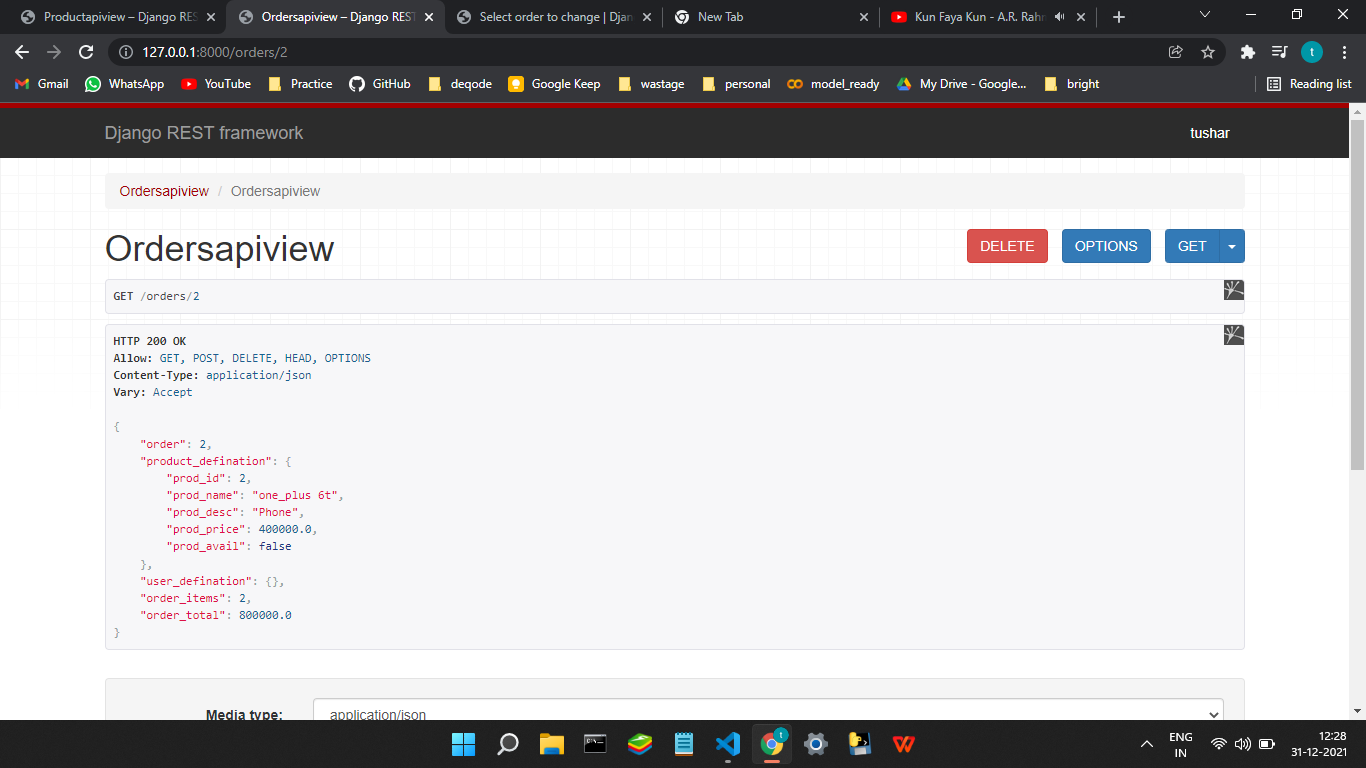 Productapiview – Django RES
Ordersapiview – Django REST
Select order to change | Djan
New Tab
Kun Faya Kun - A.R. Rahm
127.0.0.1:8000/orders/2
t
Gmail
WhatsApp
YouTube
Practice
GitHub
deqode
Google Keep
wastage
personal
model_ready
My Drive - Google...
bright
Reading list
Django REST framework
tushar
Ordersapiview / Ordersapiview
Ordersapiview
DELETE
OPTIONS
GET
GET /orders/2
HTTP 200 OK
Allow: GET, POST, DELETE, HEAD, OPTIONS
Content-Type: application/json
Vary: Accept
{
"order": 2,
"product_defination": {
"prod_id": 2,
"prod_name": "one_plus 6t",
"prod_desc": "Phone",
"prod_price": 400000.0,
"prod_avail": false
},
"user_defination": {},
"order_items": 2,
"order_total": 800000.0
}
Media type:
application/json
t
ENG
IN
12:28
31-12-2021